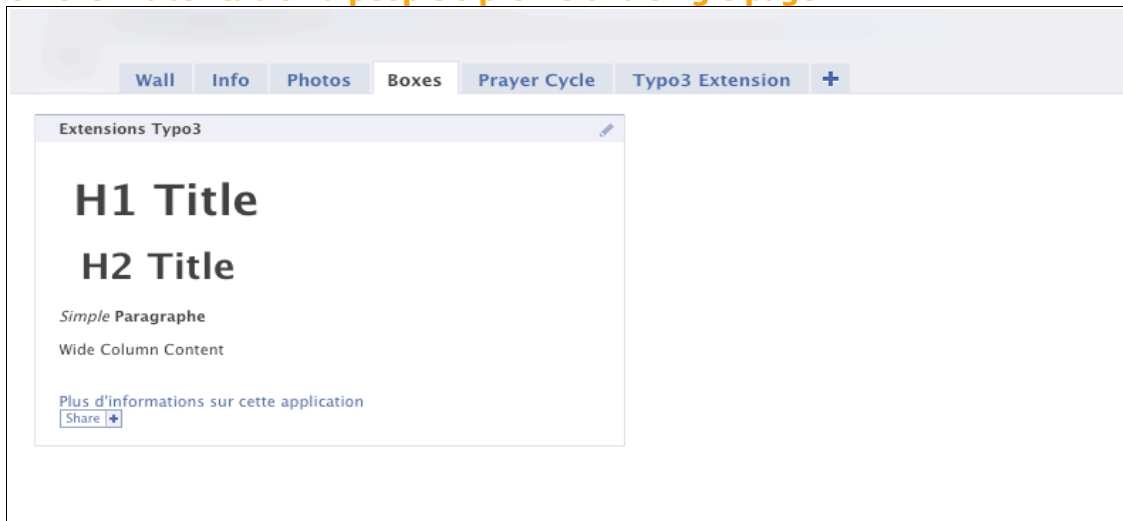 Wall Info Photos Boxes Prayer Cycle Typo3 Extension +
Extensions Typo3
H1 Title
H2 Title
Simple Paragraphe
Wide Column Content
Plus d'informations sur cette application
Share +